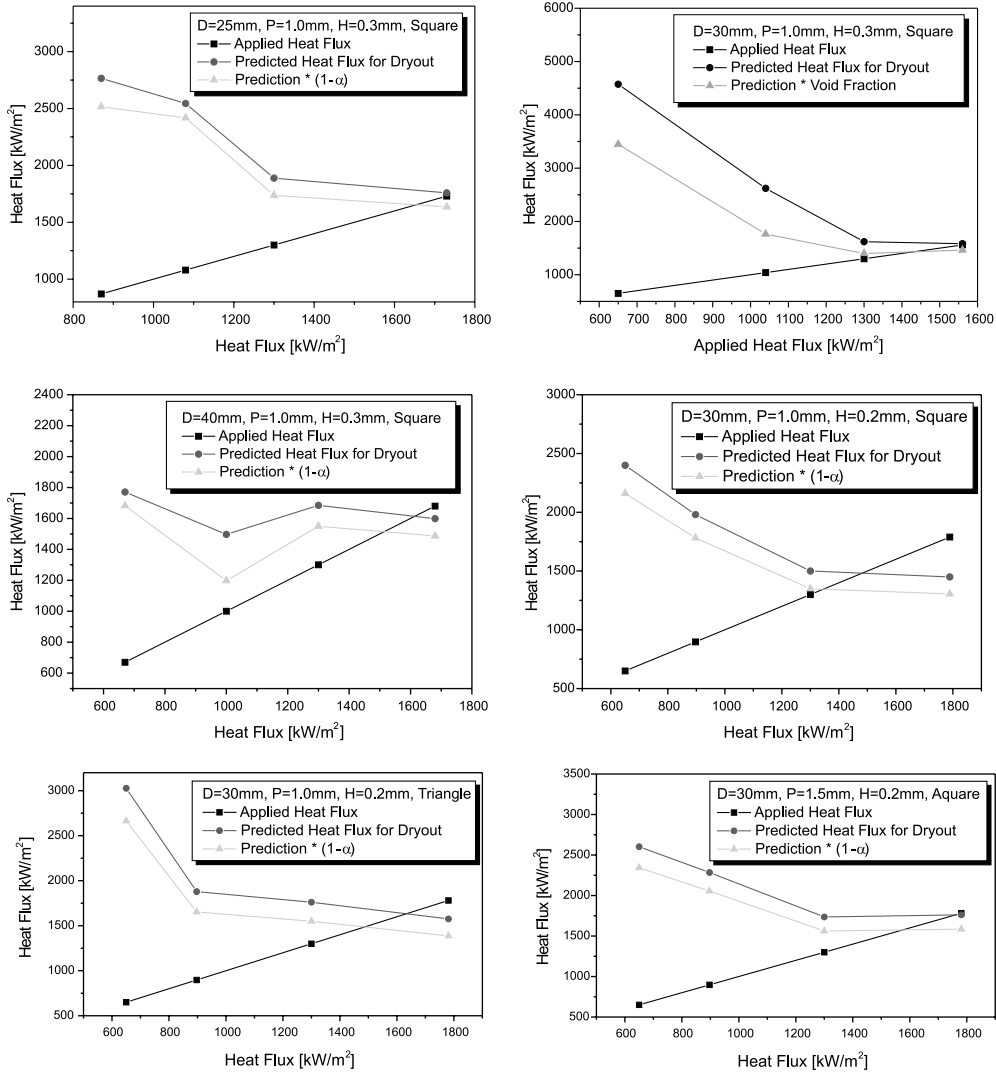 D=25mm, P=1.0mm, H=0.3mm, Square
Applied Heat Flux
Predicted Heat Flux for Dryout
Prediction * (1-α)
3000
2500
2000
1500
1000
Heat Flux [kW/m²]
800 1000 1200 1400 1600 1800
Heat Flux [kW/m²]
D=30mm, P=1.0mm, H=0.3mm, Square
Applied Heat Flux
Predicted Heat Flux for Dryout
Prediction * Void Fraction
6000
5000
4000
3000
2000
1000
Heat Flux [kW/m²]
600 700 800 900 1000 1100 1200 1300 1400 1500 1600
Applied Heat Flux [kW/m²]
D=40mm, P=1.0mm, H=0.3mm, Square
Applied Heat Flux
Predicted Heat Flux for Dryout
Prediction * (1-α)
2400
2200
2000
1800
1600
1400
1200
1000
800
600
Heat Flux [kW/m²]
600 800 1000 1200 1400 1600 1800
Heat Flux [kW/m²]
D=30mm, P=1.0mm, H=0.2mm, Square
Applied Heat Flux
Predicted Heat Flux for Dryout
Prediction * (1-α)
3000
2500
2000
1500
1000
500
Heat Flux [kW/m²]
600 800 1000 1200 1400 1600 1800
Heat Flux [kW/m²]
D=30mm, P=1.0mm, H=0.2mm, Triangle
Applied Heat Flux
Predicted Heat Flux for Dryout
Prediction * (1-α)
3000
2500
2000
1500
1000
500
Heat Flux [kW/m²]
600 800 1000 1200 1400 1600 1800
Heat Flux [kW/m²]
D=30mm, P=1.5mm, H=0.2mm, Aquare
Applied Heat Flux
Predicted Heat Flux for Dryout
Prediction * (1-α)
3500
3000
2500
2000
1500
1000
500
Heat Flux [kW/m²]
600 800 1000 1200 1400 1600 1800
Heat Flux [kW/m²]